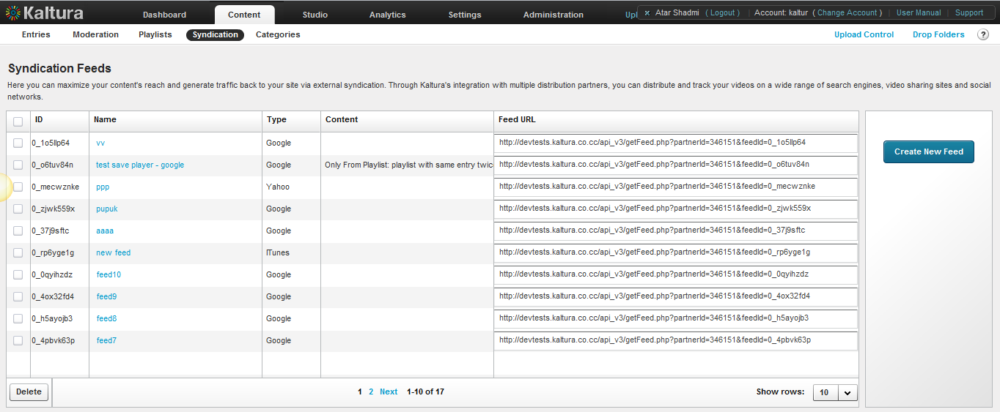 Kaltura Dashboard Content Studio Analytics Settings Administration Upl Atar Shadmi ( Logout ) | Account: kaltur ( Change Account ) | User Manual | Support
Entries Moderation Playlists Syndication Categories Upload Control Drop Folders ?
Syndication Feeds
Here you can maximize your content's reach and generate traffic back to your site via external syndication. Through Kaltura's integration with multiple distribution partners, you can distribute and track your videos on a wide range of search engines, video sharing sites and social
networks.
ID Name Type Content Feed URL
0_1o5llp64 vv Google http://devtests.kaltura.co.cc/api_v3/getFeed.php?partnerId=346151&feedId=0_1o5llp64
Create New Feed
0_o6tuv84n test save player - google Google Only From Playlist: playlist with same entry twic http://devtests.kaltura.co.cc/api_v3/getFeed.php?partnerId=346151&feedId=0_o6tuv84n
0_mecwznke ppp Yahoo http://devtests.kaltura.co.cc/api_v3/getFeed.php?partnerId=346151&feedId=0_mecwznke
0_zjwk559x pupuk Google http://devtests.kaltura.co.cc/api_v3/getFeed.php?partnerId=346151&feedId=0_zjwk559x
0_37j9sftc aaaa Google http://devtests.kaltura.co.cc/api_v3/getFeed.php?partnerId=346151&feedId=0_37j9sftc
0_rp6yge1g new feed ITunes http://devtests.kaltura.co.cc/api_v3/getFeed.php?partnerId=346151&feedId=0_rp6yge1g
0_0qyihzdz feed10 Google http://devtests.kaltura.co.cc/api_v3/getFeed.php?partnerId=346151&feedId=0_0qyihzdz
0_4ox32fd4 feed9 Google http://devtests.kaltura.co.cc/api_v3/getFeed.php?partnerId=346151&feedId=0_4ox32fd4
0_h5ayojb3 feed8 Google http://devtests.kaltura.co.cc/api_v3/getFeed.php?partnerId=346151&feedId=0_h5ayojb3
0_4pbvk63p feed7 Google http://devtests.kaltura.co.cc/api_v3/getFeed.php?partnerId=346151&feedId=0_4pbvk63p
Delete 1 2 Next 1-10 of 17 Show rows: 10